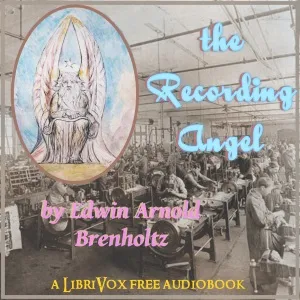 the
Recording
Angel
by Edwin Arnold
Brenholtz
A LIBRIVOX FREE AUDIOBOOK